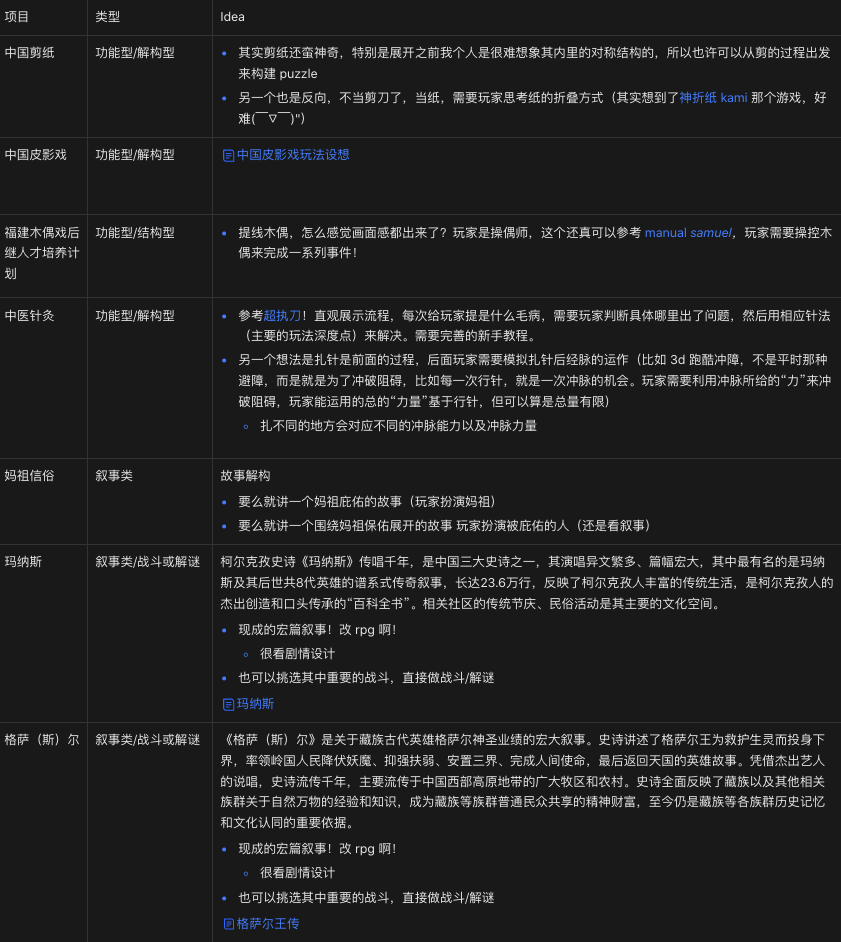 项目 类型 Idea
中国剪纸 功能型/解构型
其实剪纸还蛮神奇，特别是展开之前我个人是很难想象其内里的对称结构的，所以也许可以从剪的过程出发
来构建 puzzle
另一个也是反向，不当剪刀了，当纸，需要玩家思考纸的折叠方式（其实想到了神折纸 kami 那个游戏，好
难(￣▽￣)"）
中国皮影戏 功能型/解构型 中国皮影戏玩法设想
福建木偶戏后
继人才培养计
划
功能型/结构型
提线木偶，怎么感觉画面感都出来了？玩家是操偶师，这个还真可以参考 manual samuel，玩家需要操控木
偶来完成一系列事件！
中医针灸 功能型/解构型
参考超执刀！直观展示流程，每次给玩家提是什么毛病，需要玩家判断具体哪里出了问题，然后用相应针法
（主要的玩法深度点）来解决。需要完善的新手教程。
另一个想法是扎针是前面的过程，后面玩家需要模拟扎针后经脉的运作（比如 3d 跑酷冲障，不是平时那种
避障，而是就是为了冲破阻碍，比如每一次行针，就是一次冲脉的机会。玩家需要利用冲脉所给的“力”来冲
破阻碍，玩家能运用的总的“力量”基于行针，但可以算是总量有限）
扎不同的地方会对应不同的冲脉能力以及冲脉力量
妈祖信俗 叙事类 故事解构
要么就讲一个妈祖庇佑的故事（玩家扮演妈祖）
要么就讲一个围绕妈祖保佑展开的故事 玩家扮演被庇佑的人（还是看叙事）
玛纳斯 叙事类/战斗或解谜
柯尔克孜史诗《玛纳斯》传唱千年，是中国三大史诗之一，其演唱异文繁多、篇幅宏大，其中最有名的是玛纳
斯及其后世共8代英雄的谱系式传奇叙事，长达23.6万行，反映了柯尔克孜人丰富的传统生活，是柯尔克孜人的
杰出创造和口头传承的“百科全书”。相关社区的传统节庆、民俗活动是其主要的文化空间。
现成的宏篇叙事！改 rpg 啊！
很看剧情设计
也可以挑选其中重要的战斗，直接做战斗/解谜
玛纳斯
格萨（斯）尔 叙事类/战斗或解谜
《格萨（斯）尔》是关于藏族古代英雄格萨尔神圣业绩的宏大叙事。史诗讲述了格萨尔王为救护生灵而投身下
界，率领岭国人民降伏妖魔、抑强扶弱、安置三界、完成人间使命，最后返回天国的英雄故事。凭借杰出艺人
的说唱，史诗流传千年，主要流传于中国西部高原地带的广大牧区和农村。史诗全面反映了藏族以及其他相关
族群关于自然万物的经验和知识，成为藏族等族群普通民众共享的精神财富，至今仍是藏族等各族群历史记忆
和文化认同的重要依据。
现成的宏篇叙事！改 rpg 啊！
很看剧情设计
也可以挑选其中重要的战斗，直接做战斗/解谜
格萨尔王传